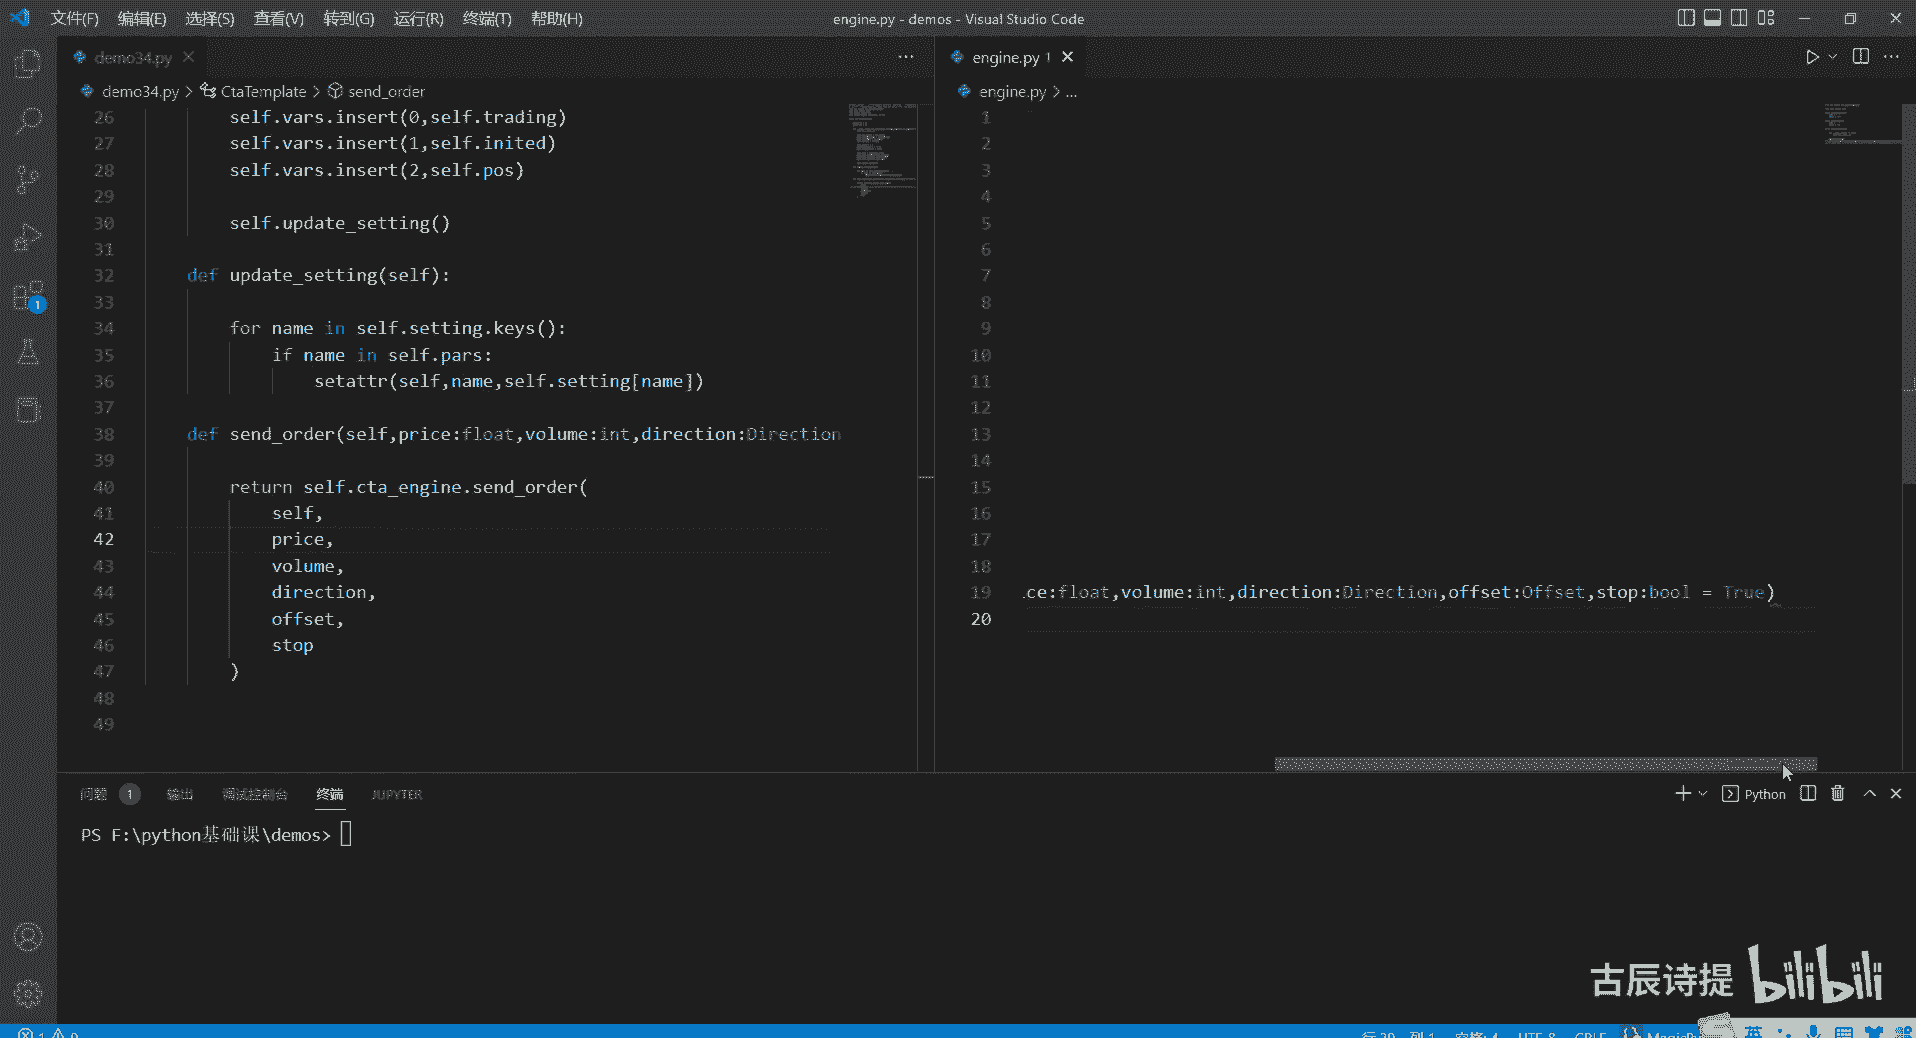 文件(F) 编辑(E) 选择(S) 查看(V) 转到(G) 运行(R) 终端(T) 帮助(H)
engine.py - demos - Visual Studio Code
demo34.py
demo34.py > CtaTemplate > send_order
26 self.vars.insert(0,self.trading)
27 self.vars.insert(1,self.inited)
28 self.vars.insert(2,self.pos)
29
30 self.update_setting()
31
32 def update_setting(self):
33
34 for name in self.setting.keys():
35 if name in self.pars:
36 setattr(self,name,self.setting[name])
37
38 def send_order(self,price:float,volume:int,direction:Direction
39
40 return self.cta_engine.send_order(
41 self,
42 price,
43 volume,
44 direction,
45 offset,
46 stop
47 )
48
49
engine.py 1
engine.py > ...
1
2
3
4
5
6
7
8
9
10
11
12
13
14
15
16
17
18
19 ce:float,volume:int,direction:Direction,offset:Offset,stop:bool = True)
20
1
问题 1 输出 调试控制台 终端 JUPYTER
Python
PS F:\python基础课\demos>
古辰诗提 bilibili
英